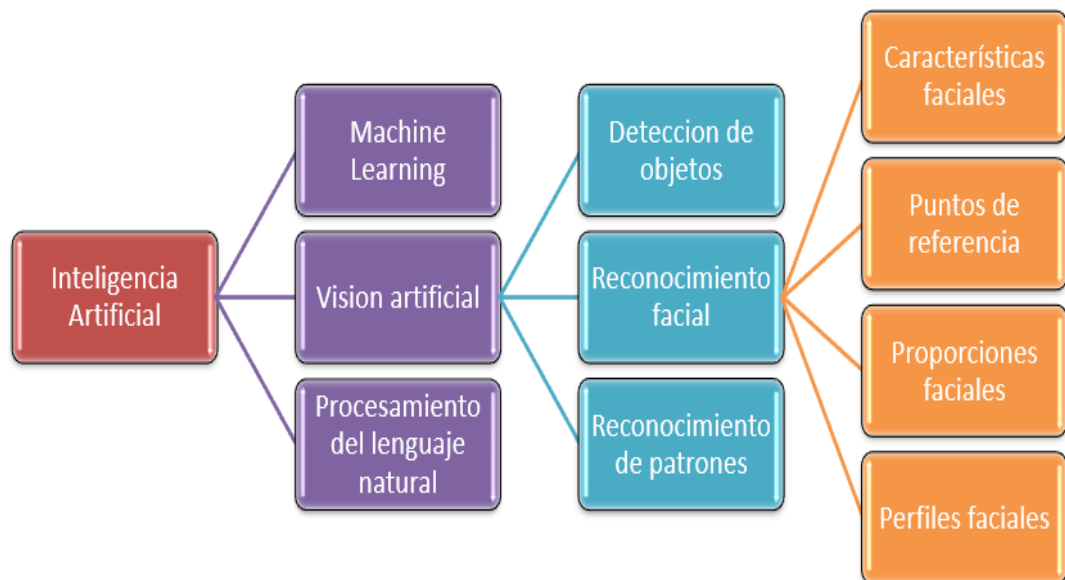 Inteligencia
Artificial
Machine
Learning
Vision artificial
Procesamiento
del lenguaje
natural
Deteccion de
objetos
Reconocimiento
facial
Reconocimiento
de patrones
Características
faciales
Puntos de
referencia
Proporciones
faciales
Perfiles faciales